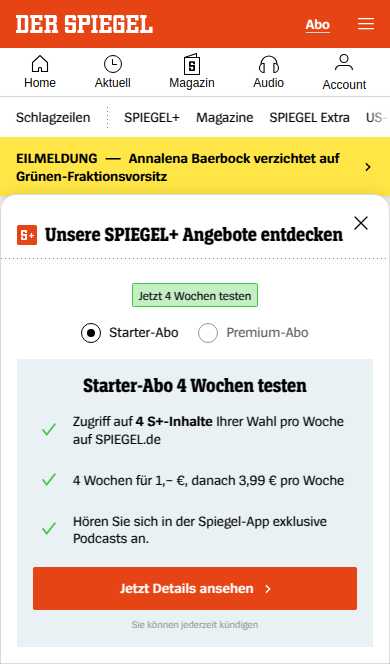 DER SPIEGEL
Abo
Home
Aktuell
Magazin
Audio
Account
Schlagzeilen
SPIEGEL+
Magazine
SPIEGEL Extra
US-
EILMELDUNG — Annalena Baerbock verzichtet auf
Grünen-Fraktionsvorsitz
S+ Unsere SPIEGEL+ Angebote entdecken
Jetzt 4 Wochen testen
Starter-Abo
Premium-Abo
Starter-Abo 4 Wochen testen
Zugriff auf 4 S+-Inhalte Ihrer Wahl pro Woche
auf SPIEGEL.de
4 Wochen für 1,– €, danach 3,99 € pro Woche
Hören Sie sich in der Spiegel-App exklusive
Podcasts an.
Jetzt Details ansehen
Sie können jederzeit kündigen